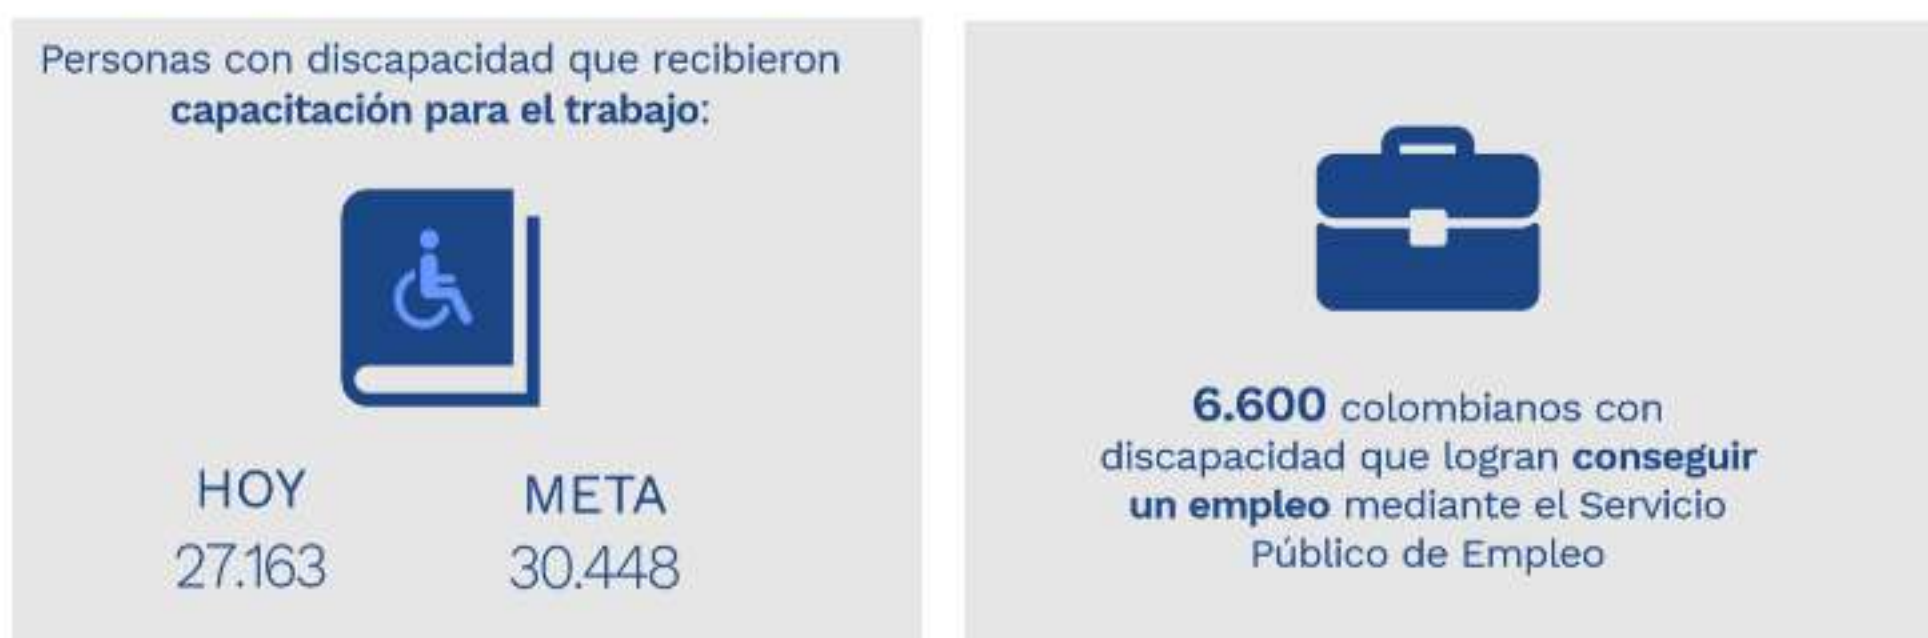 Personas con discapacidad que recibieron
capacitación para el trabajo:
HOY
27.163
META
30.448
6.600 colombianos con
discapacidad que logran conseguir
un empleo mediante el Servicio
Público de Empleo